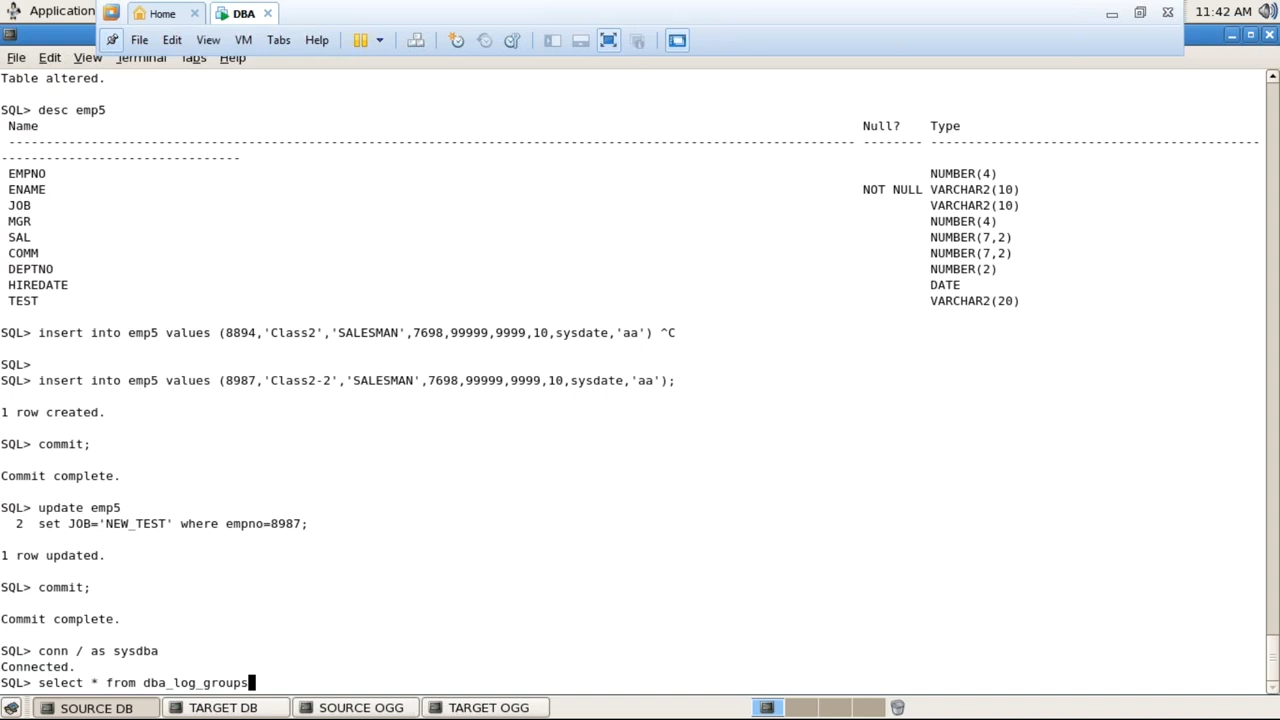 Application
Home
DBA
11:42 AM
File Edit View VM Tabs Help
File Edit View Terminal Tabs Help
Table altered.
SQL> desc emp5
Name Null? Type
----------------------------------------------------------------------------------------------------------------- -------- --------------------------------------------
--------------------------------
EMPNO NUMBER(4)
ENAME NOT NULL VARCHAR2(10)
JOB VARCHAR2(10)
MGR NUMBER(4)
SAL NUMBER(7,2)
COMM NUMBER(7,2)
DEPTNO NUMBER(2)
HIREDATE DATE
TEST VARCHAR2(20)
SQL> insert into emp5 values (8894,'Class2','SALESMAN',7698,99999,9999,10,sysdate,'aa') ^C
SQL>
SQL> insert into emp5 values (8987,'Class2-2','SALESMAN',7698,99999,9999,10,sysdate,'aa');
1 row created.
SQL> commit;
Commit complete.
SQL> update emp5
2 set JOB='NEW_TEST' where empno=8987;
1 row updated.
SQL> commit;
Commit complete.
SQL> conn / as sysdba
Connected.
SQL> select * from dba_log_groups
SOURCE DB
TARGET DB
SOURCE OGG
TARGET OGG